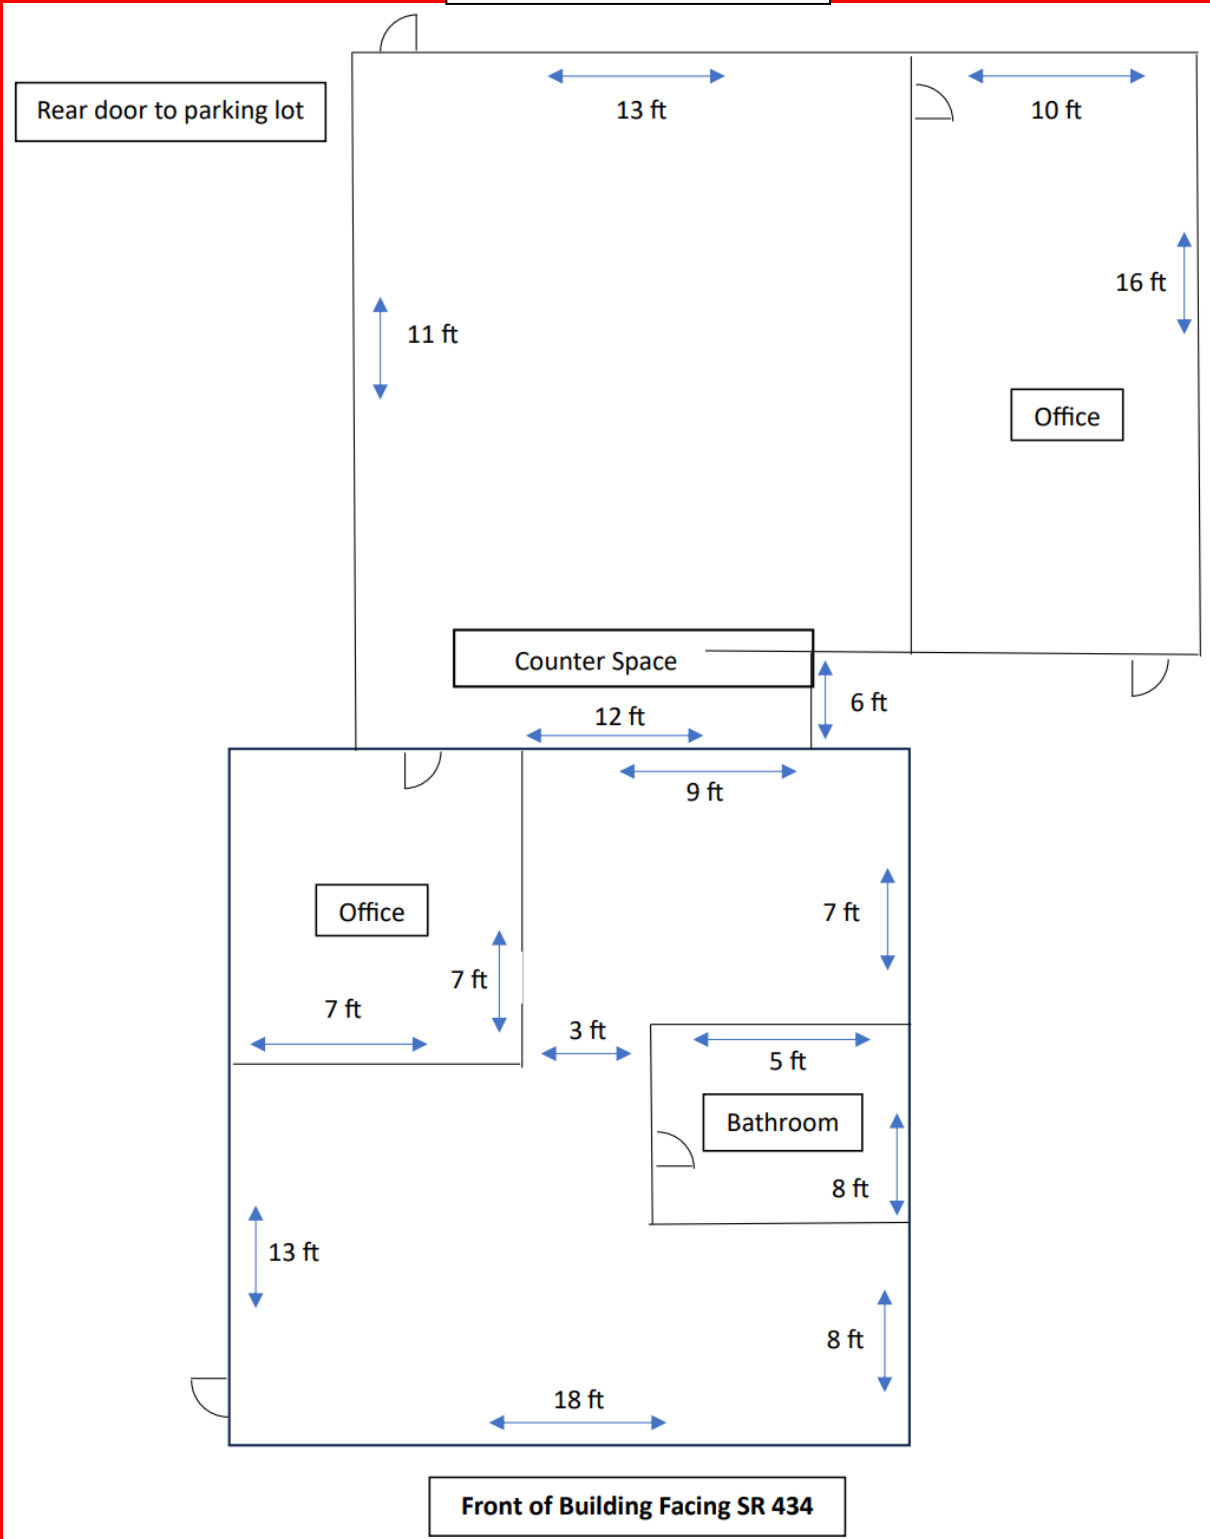 Rear door to parking lot
13 ft
10 ft
16 ft
11 ft
Office
Counter Space
6 ft
12 ft
9 ft
Office
7 ft
7 ft
7 ft
3 ft
5 ft
Bathroom
8 ft
13 ft
8 ft
18 ft
Front of Building Facing SR 434